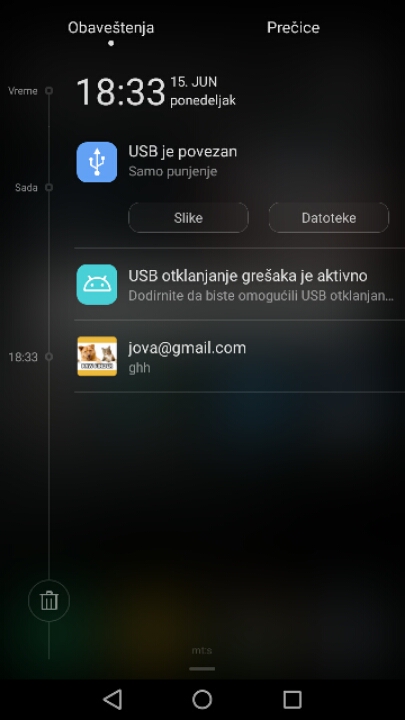 Obaveštenja
Prečice
Vreme
18:33
15. JUN
ponedeljak
USB je povezan
Samo punjenje
Sada
Slike
Datoteke
USB otklanjanje grešaka je aktivno
Dodirnite da biste omogućili USB otklanjan...
18:33
jova@gmail.com
ghh
mt:s